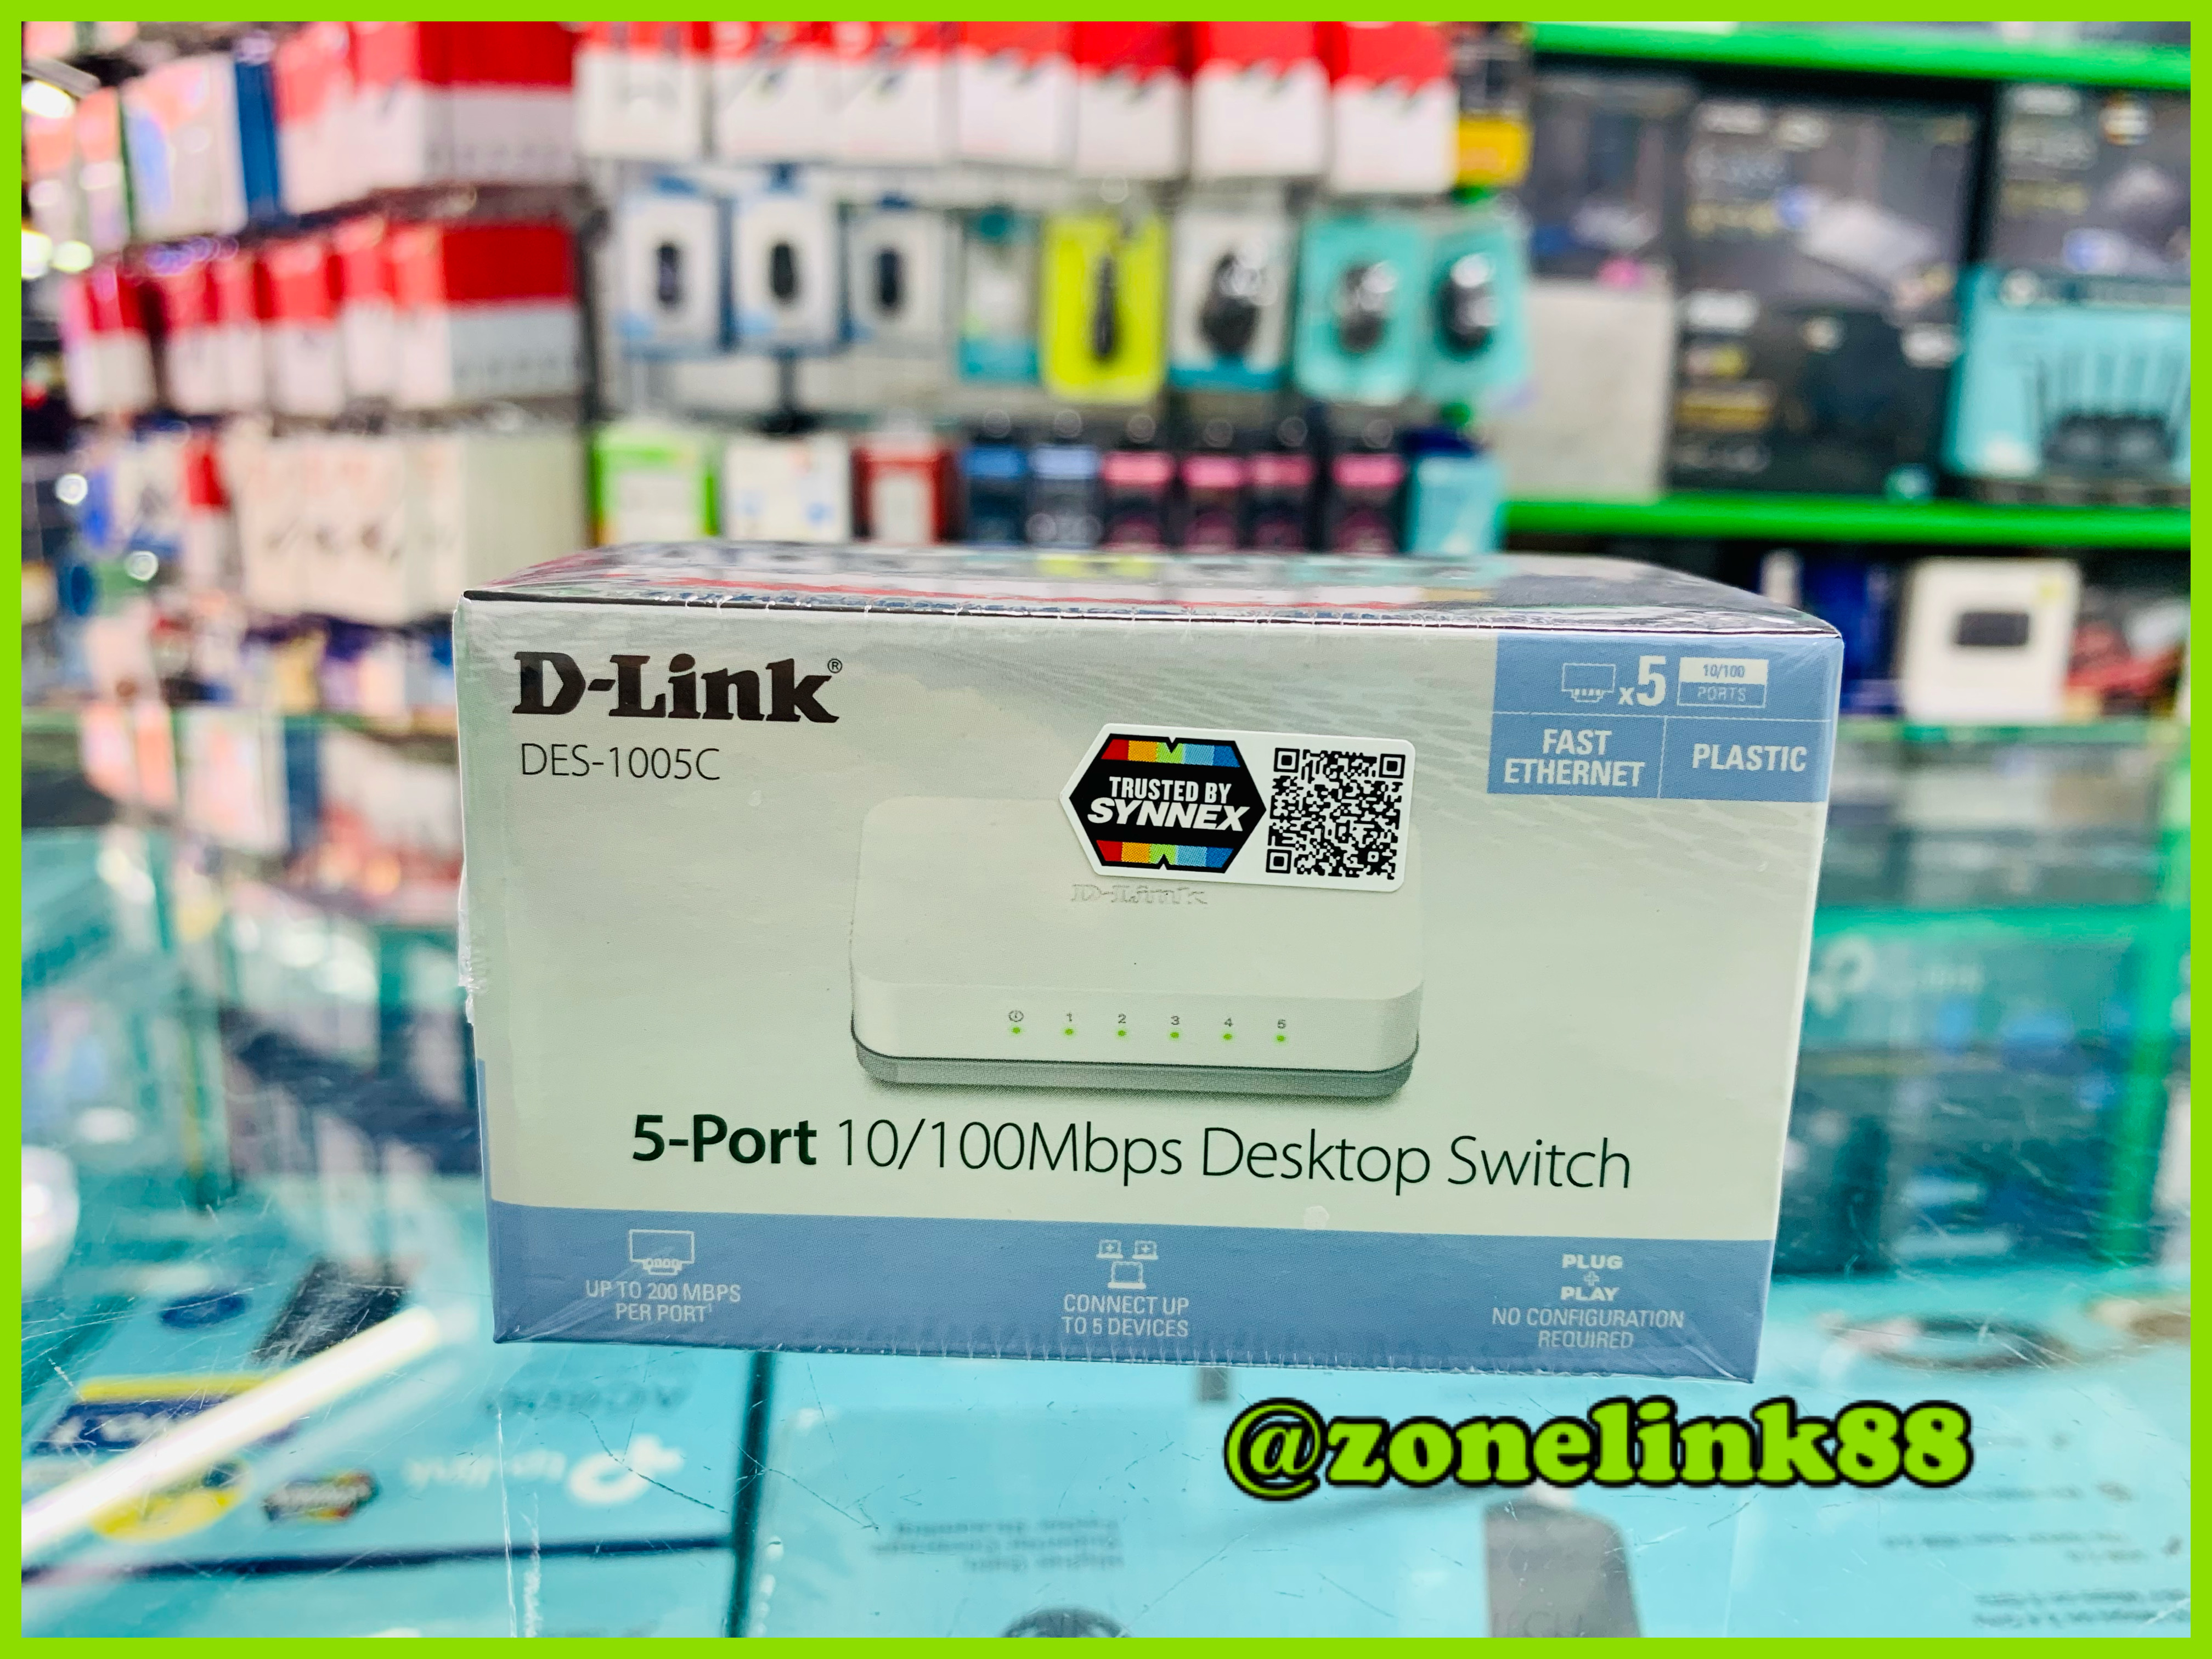 D-Link®
DES-1005C
x5 10/100 PORTS
FAST ETHERNET
PLASTIC
TRUSTED BY
SYNNEX
D-Link
1 2 3 4 5
5-Port 10/100Mbps Desktop Switch
UP TO 200 MBPS
PER PORT¹
CONNECT UP
TO 5 DEVICES
PLUG
+
PLAY
NO CONFIGURATION
REQUIRED
@zonelink88
tp-link